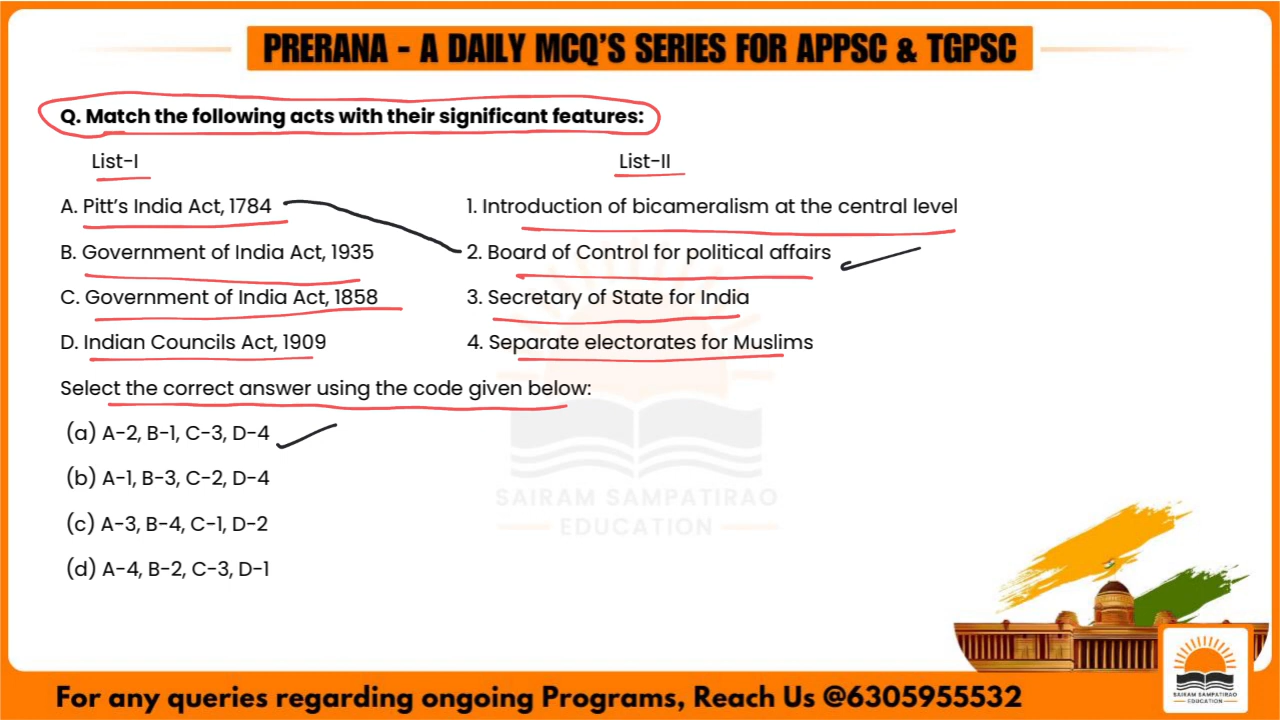 PRERANA - A DAILY MCQ'S SERIES FOR APPSC & TGPSC
Q. Match the following acts with their significant features:
List-I List-II
A. Pitt's India Act, 1784 1. Introduction of bicameralism at the central level
B. Government of India Act, 1935 2. Board of Control for political affairs
C. Government of India Act, 1858 3. Secretary of State for India
D. Indian Councils Act, 1909 4. Separate electorates for Muslims
Select the correct answer using the code given below:
(a) A-2, B-1, C-3, D-4
(b) A-1, B-3, C-2, D-4
(c) A-3, B-4, C-1, D-2
(d) A-4, B-2, C-3, D-1
SAIRAM SAMPATIRAO
EDUCATION
SAIRAM SAMPATIRAO
EDUCATION
For any queries regarding ongoing Programs, Reach Us @6305955532